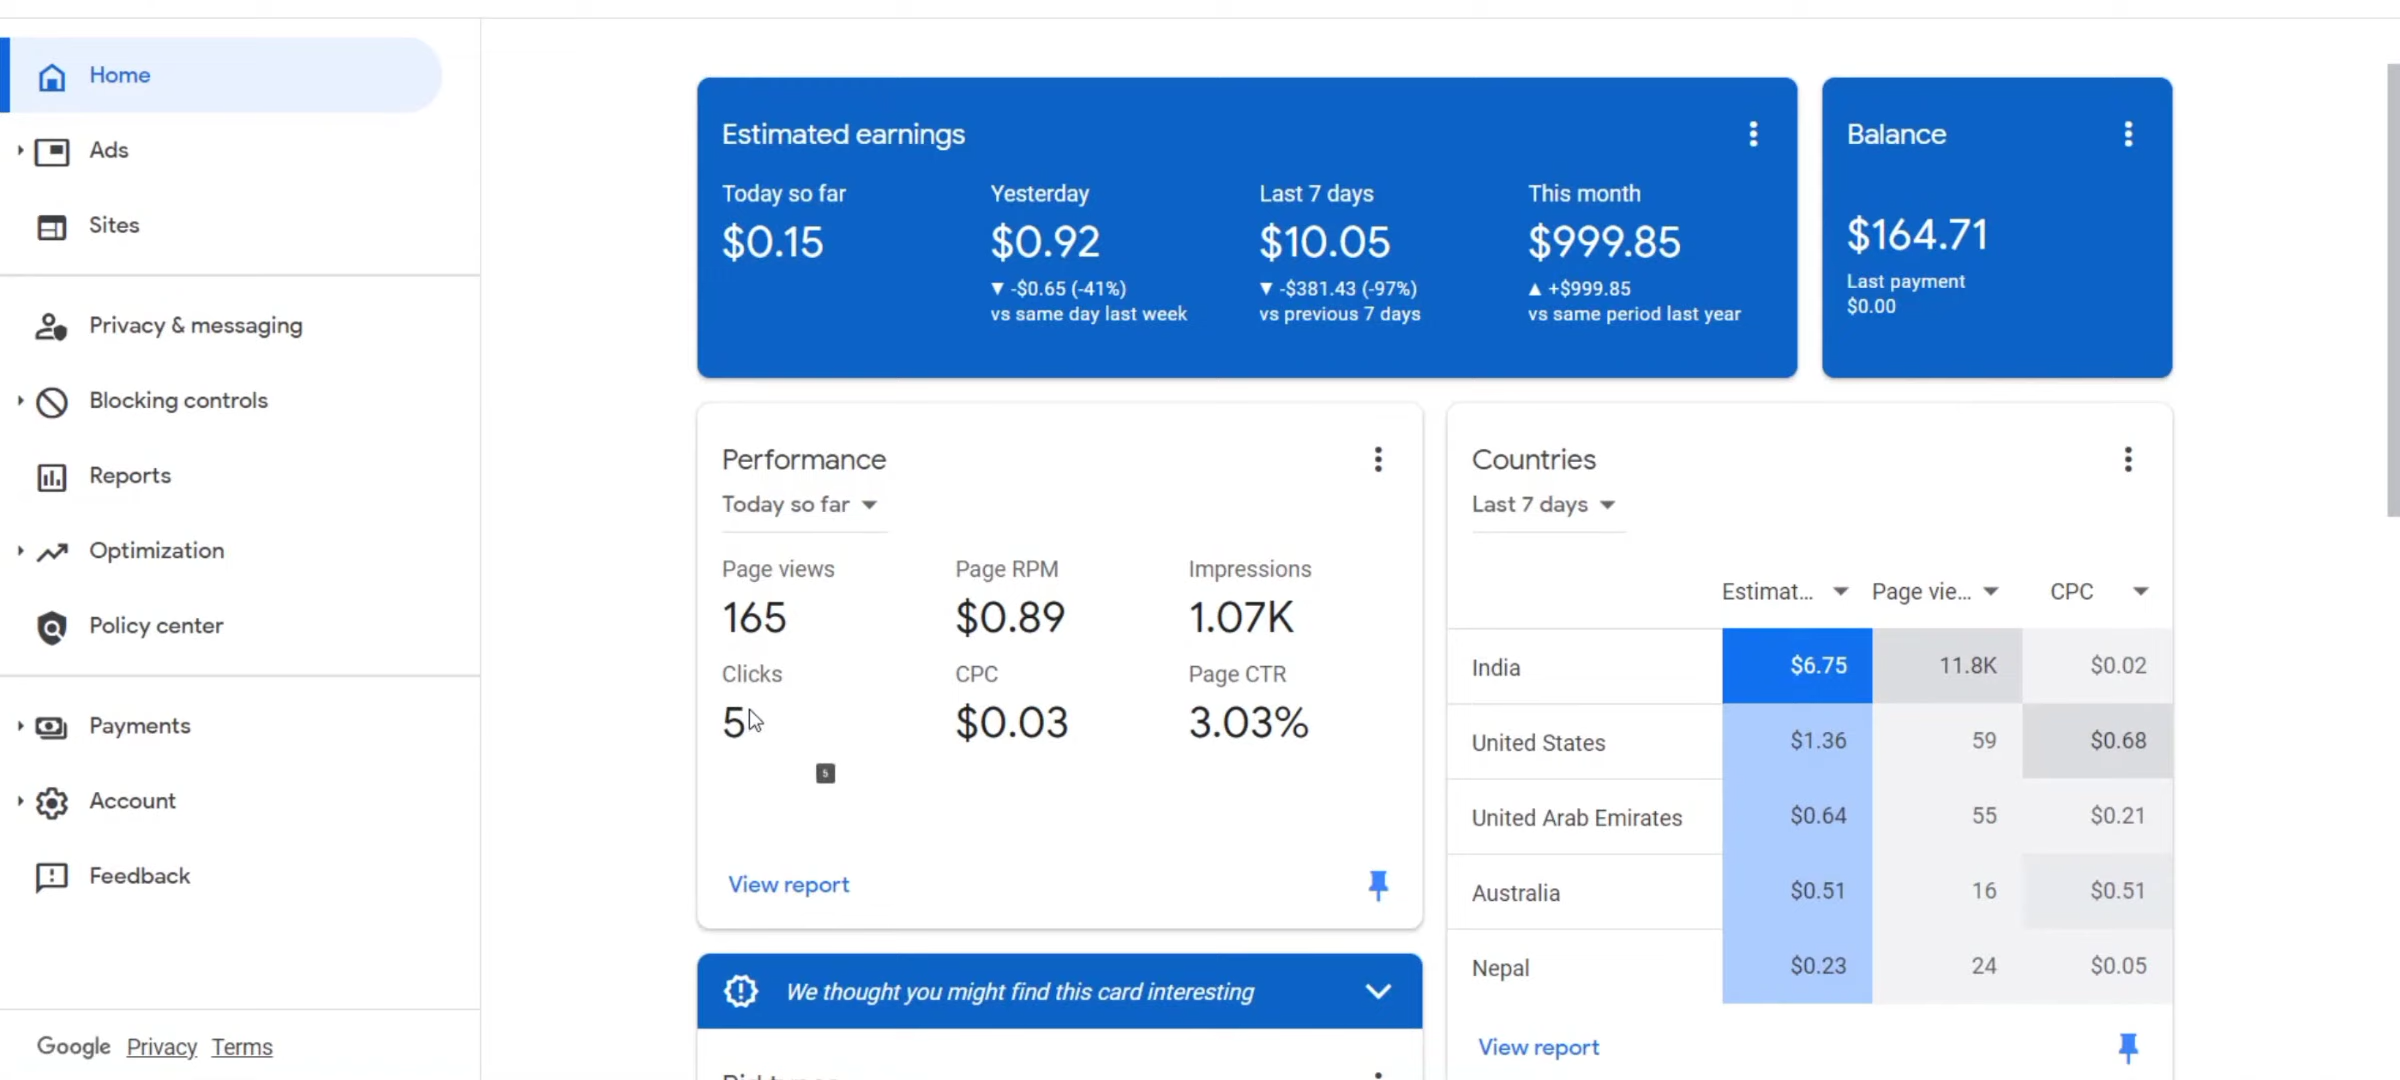 Home
Ads
Sites
Privacy & messaging
Blocking controls
Reports
Optimization
Policy center
Payments
Account
Feedback
Google Privacy Terms
Estimated earnings
Today so far Yesterday Last 7 days This month
$0.15 $0.92 $10.05 $999.85
▼ -$0.65 (-41%) ▼ -$381.43 (-97%) ▲ +$999.85
vs same day last week vs previous 7 days vs same period last year
Balance
$164.71
Last payment
$0.00
Performance
Today so far
Page views Page RPM Impressions
165 $0.89 1.07K
Clicks CPC Page CTR
5 $0.03 3.03%
5
View report
We thought you might find this card interesting
Countries
Last 7 days
Estimat... Page vie... CPC
India $6.75 11.8K $0.02
United States $1.36 59 $0.68
United Arab Emirates $0.64 55 $0.21
Australia $0.51 16 $0.51
Nepal $0.23 24 $0.05
View report